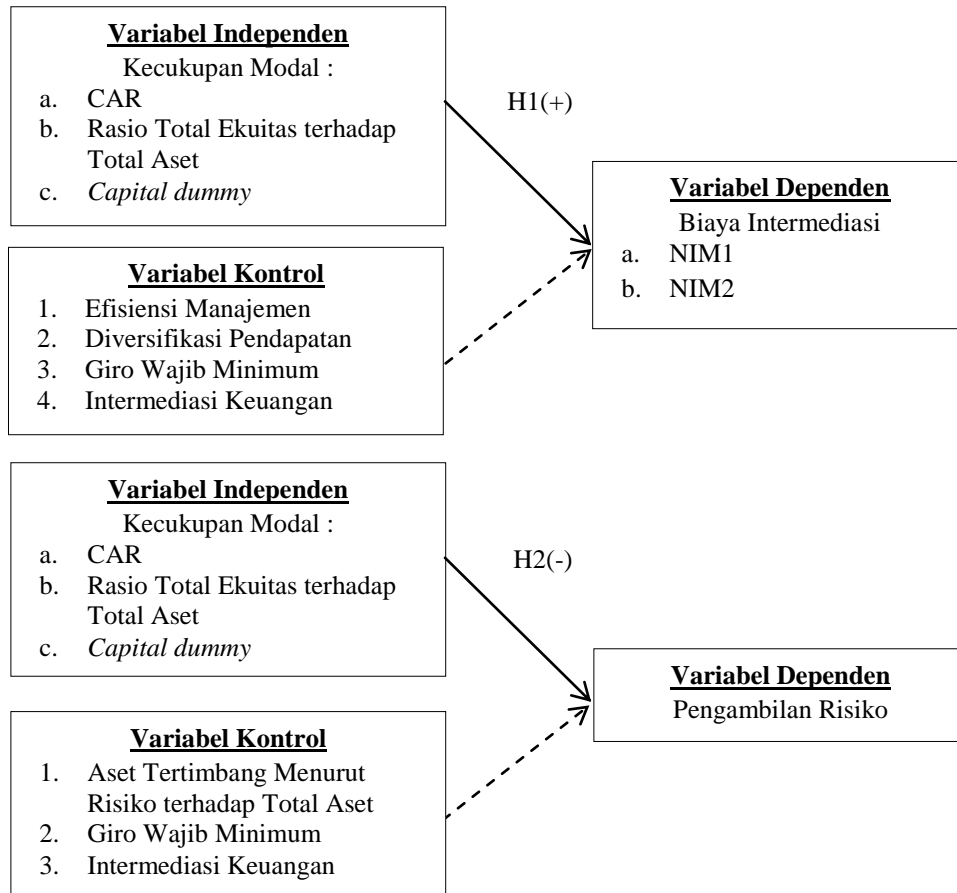 Variabel Independen
Kecukupan Modal :
a. CAR
b. Rasio Total Ekuitas terhadap
Total Aset
c. Capital dummy
H1(+)
Variabel Dependen
Biaya Intermediasi
a. NIM1
b. NIM2
Variabel Kontrol
1. Efisiensi Manajemen
2. Diversifikasi Pendapatan
3. Giro Wajib Minimum
4. Intermediasi Keuangan
Variabel Independen
Kecukupan Modal :
a. CAR
b. Rasio Total Ekuitas terhadap
Total Aset
c. Capital dummy
H2(-)
Variabel Dependen
Pengambilan Risiko
Variabel Kontrol
1. Aset Tertimbang Menurut
Risiko terhadap Total Aset
2. Giro Wajib Minimum
3. Intermediasi Keuangan